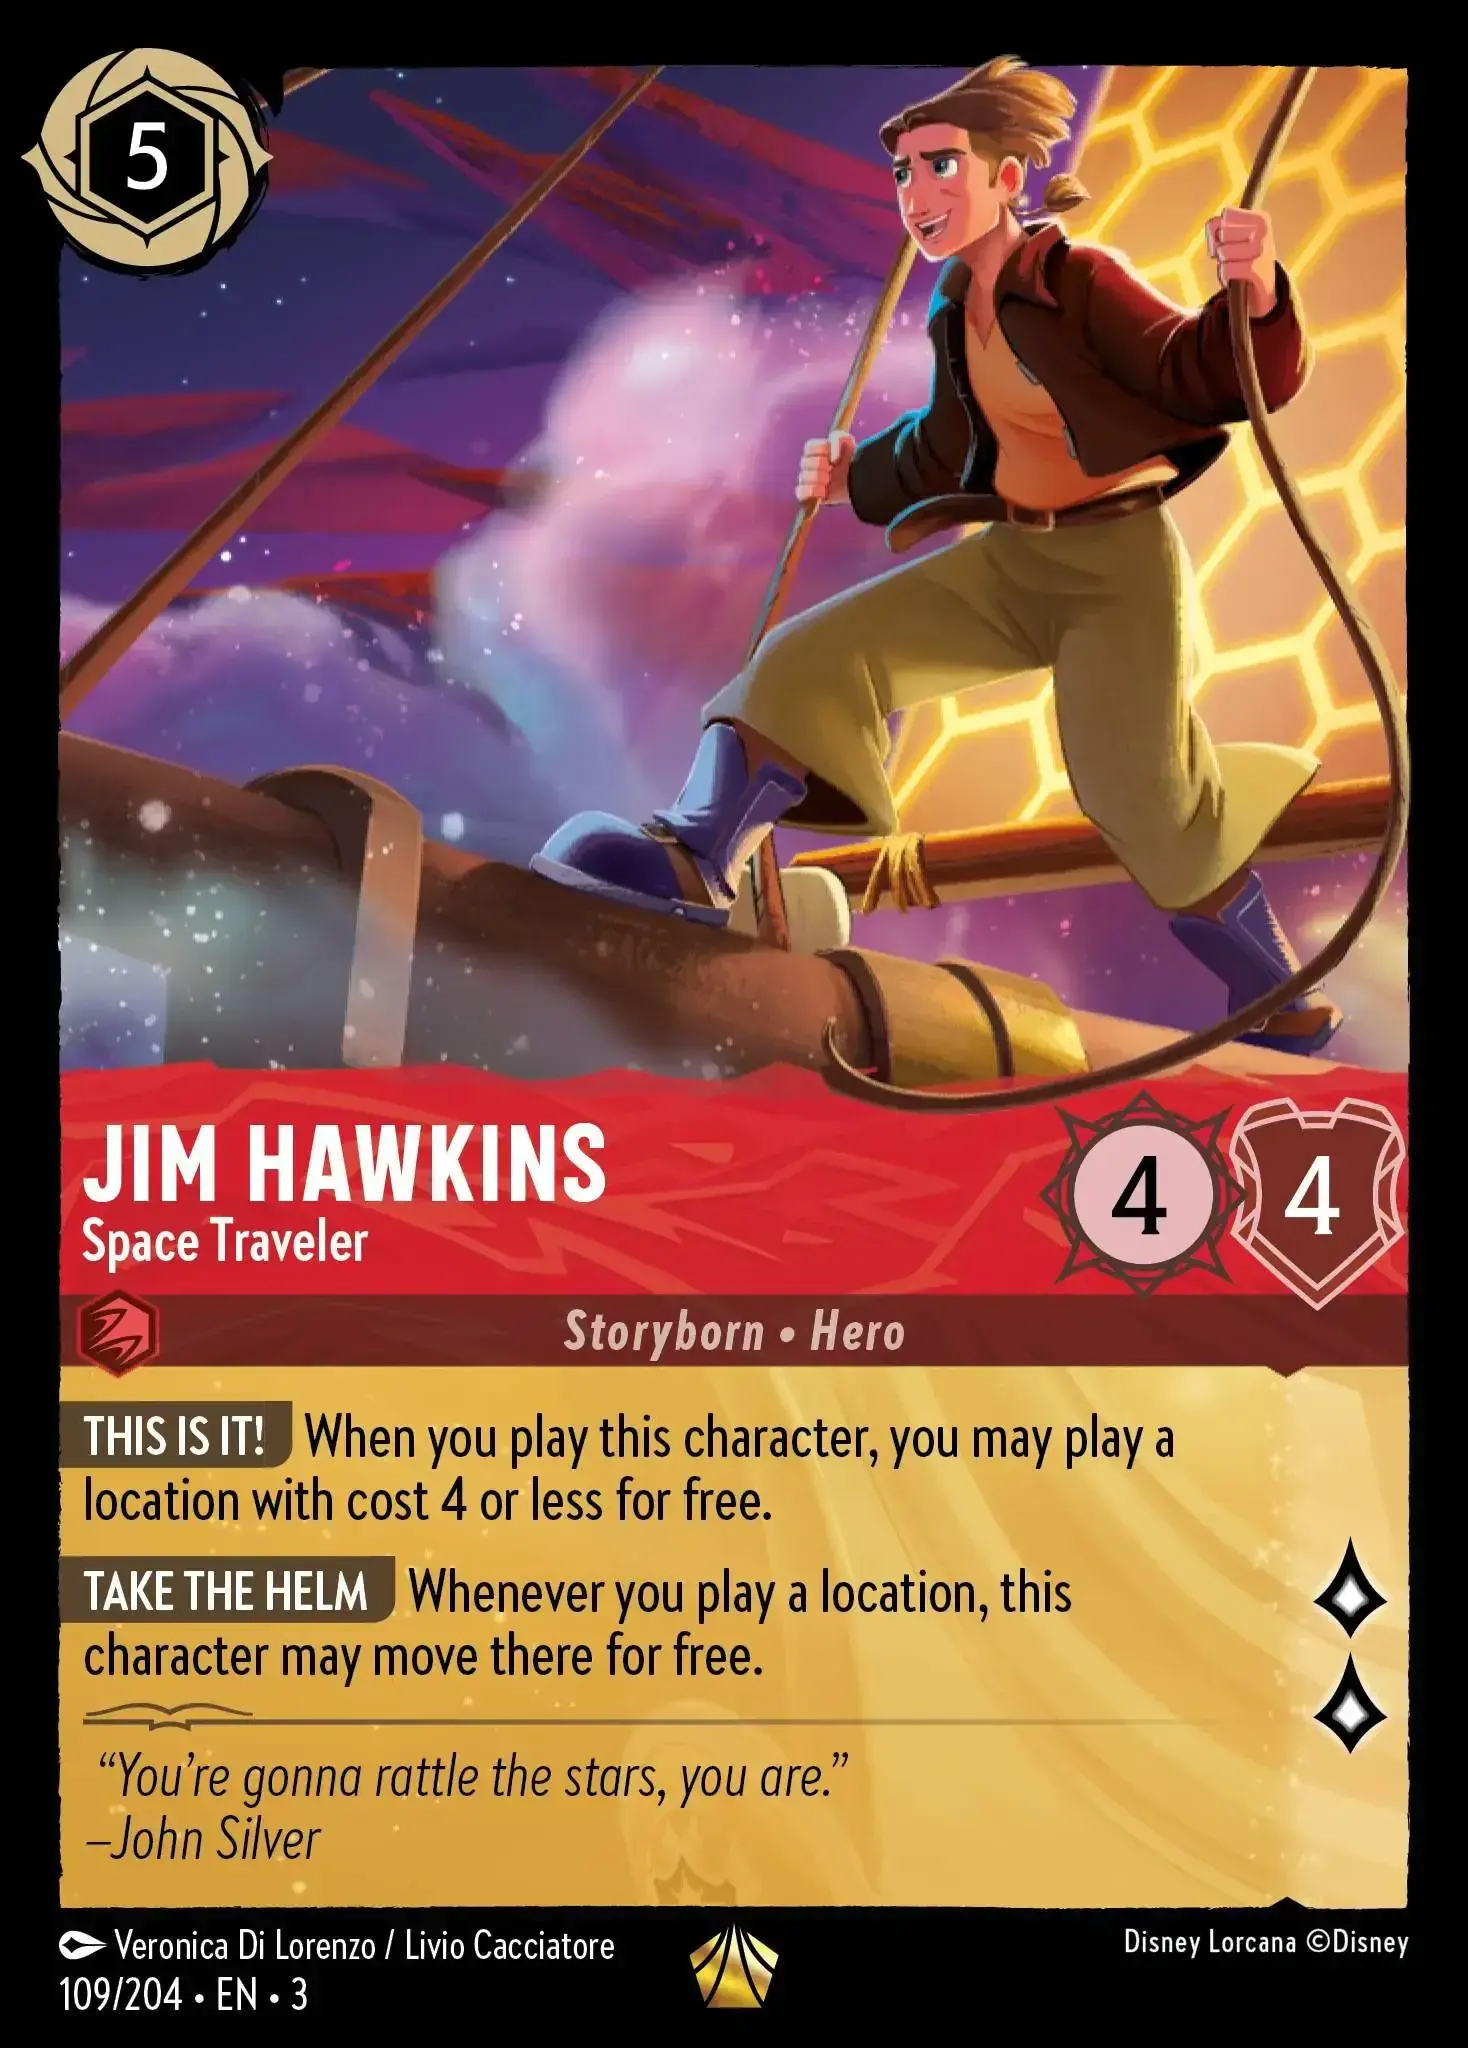 5
JIM HAWKINS
Space Traveler
4
4
Storyborn • Hero
THIS IS IT! When you play this character, you may play a
location with cost 4 or less for free.
TAKE THE HELM Whenever you play a location, this
character may move there for free.
“You’re gonna rattle the stars, you are.”
–John Silver
Veronica Di Lorenzo / Livio Cacciatore
Disney Lorcana ©Disney
109/204 • EN • 3